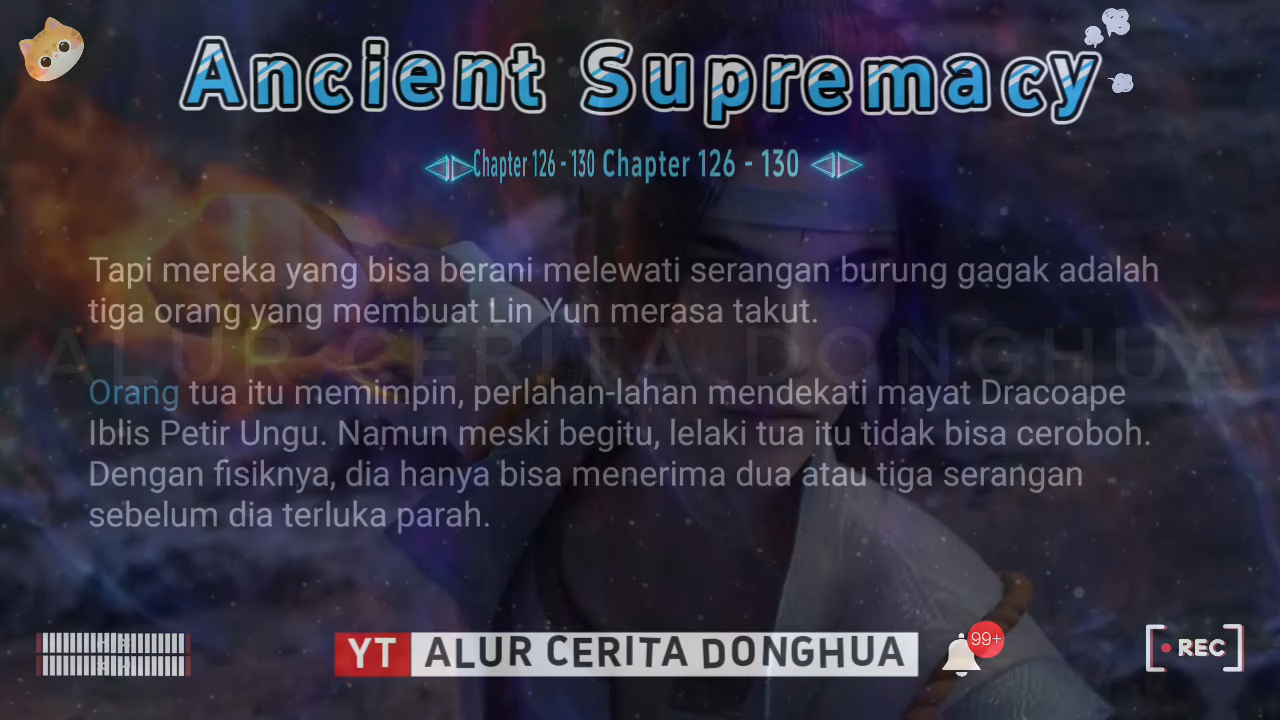 Ancient Supremacy
Chapter 126 - 130 Chapter 126 - 130
Tapi mereka yang bisa berani melewati serangan burung gagak adalah
tiga orang yang membuat Lin Yun merasa takut.
ALUR CERITA DONGHUA
Orang tua itu memimpin, perlahan-lahan mendekati mayat Dracoape
Iblis Petir Ungu. Namun meski begitu, lelaki tua itu tidak bisa ceroboh.
Dengan fisiknya, dia hanya bisa menerima dua atau tiga serangan
sebelum dia terluka parah.
YT ALUR CERITA DONGHUA
99+
REC